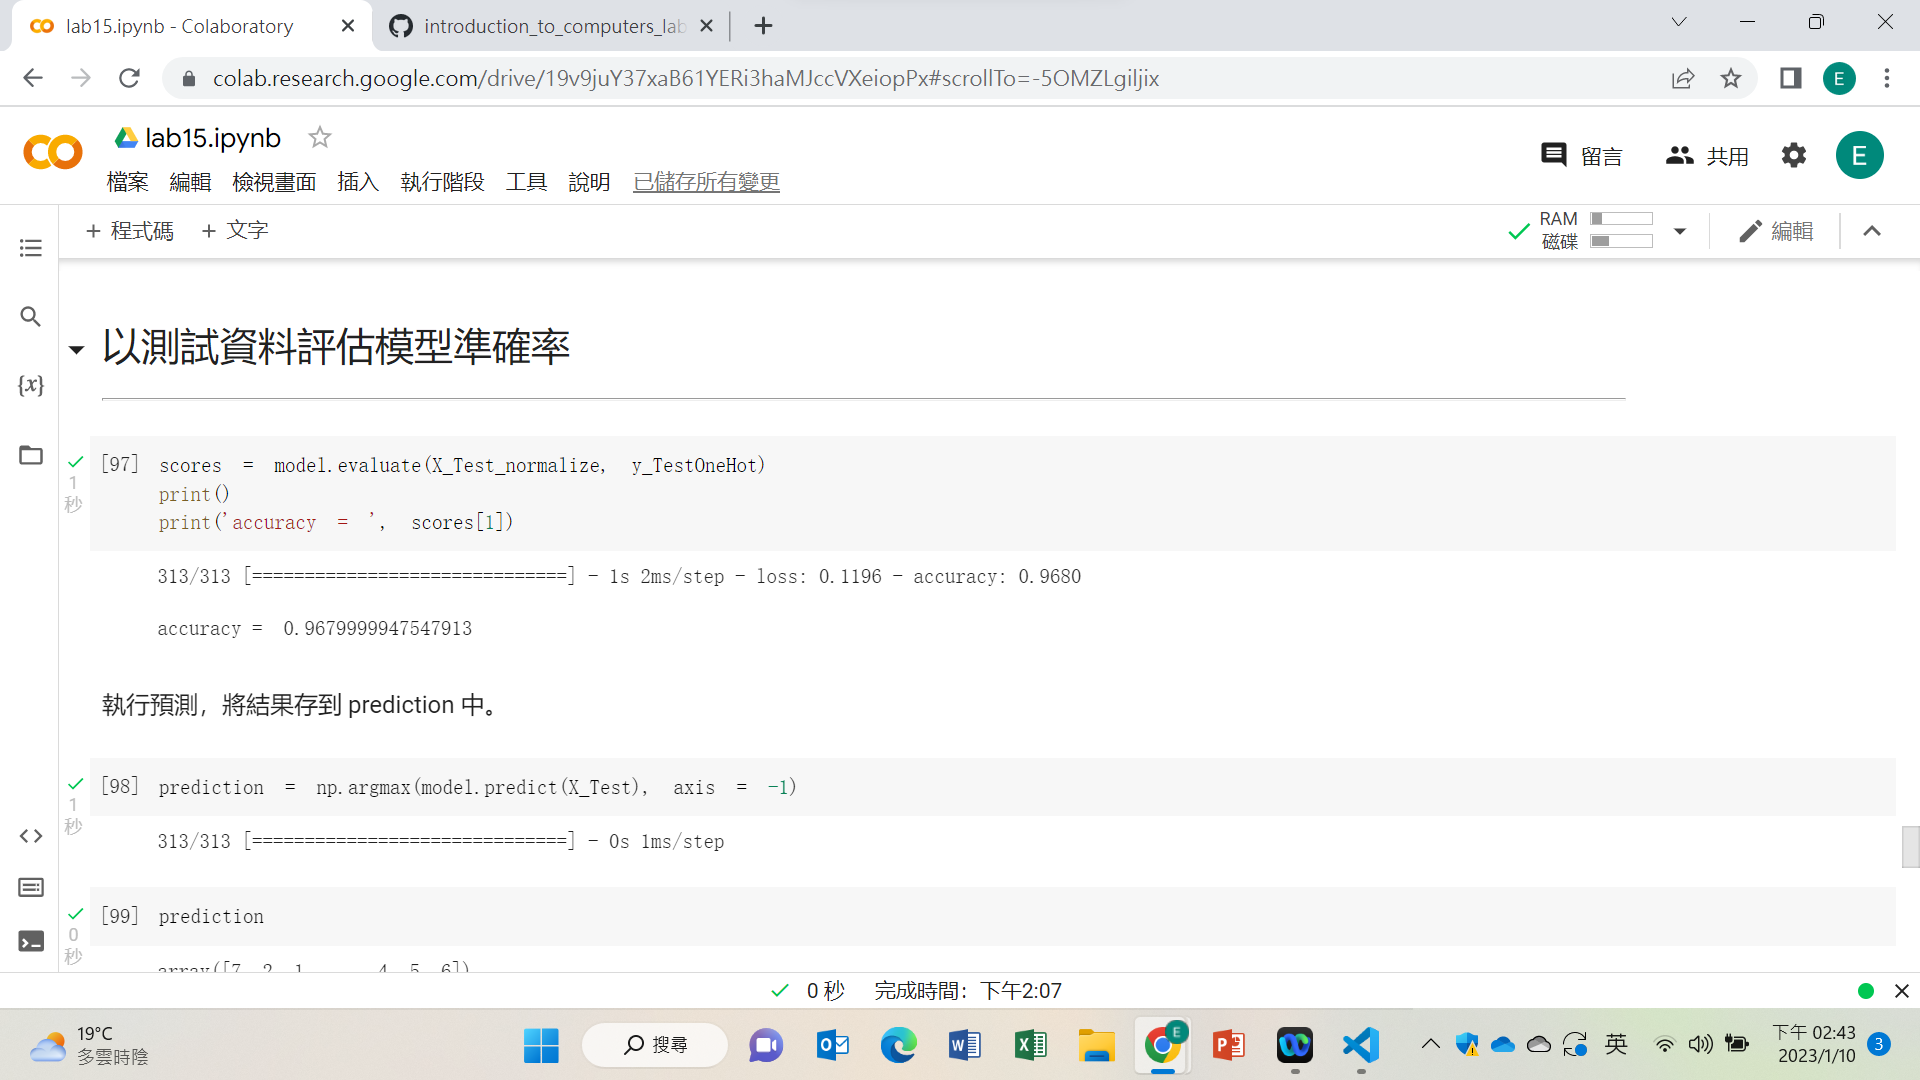 lab15.ipynb - Colaboratory
introduction_to_computers_lab
colab.research.google.com/drive/19v9juY37xaB61YERi3haMJccVXeiopPx#scrollTo=-5OMZLgiljix
E
lab15.ipynb
留言
共用
E
檔案 編輯 檢視畫面 插入 執行階段 工具 說明 已儲存所有變更
+ 程式碼 + 文字
RAM
磁碟
編輯
以測試資料評估模型準確率
{x}
[97] scores = model.evaluate(X_Test_normalize, y_TestOneHot)
print()
print('accuracy = ', scores[1])
1
秒
313/313 [==============================] - 1s 2ms/step - loss: 0.1196 - accuracy: 0.9680
accuracy = 0.9679999947547913
執行預測，將結果存到 prediction 中。
[98] prediction = np.argmax(model.predict(X_Test), axis = -1)
1
秒
313/313 [==============================] - 0s 1ms/step
[99] prediction
0
秒
array([7, 2, 1, ..., 4, 5, 6])
0 秒 完成時間：下午2:07
19°C
多雲時陰
搜尋
E
英
下午 02:43
2023/1/10
3